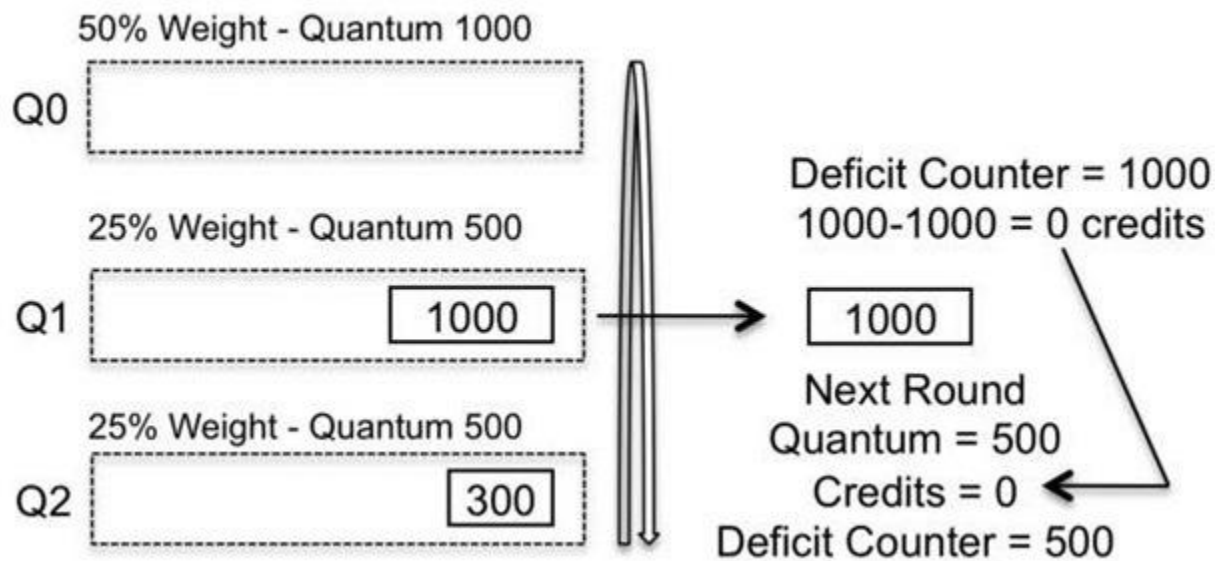 50% Weight - Quantum 1000
Q0
Deficit Counter = 1000
1000-1000 = 0 credits
25% Weight - Quantum 500
Q1
1000
1000
Next Round
Quantum = 500
Credits = 0
Deficit Counter = 500
25% Weight - Quantum 500
Q2
300